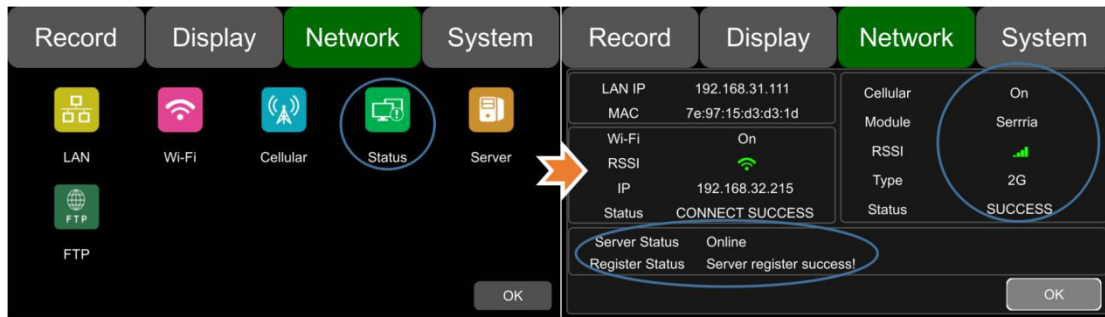 Record Display Network System
LAN Wi-Fi Cellular Status Server
FTP
FTP
OK
Record Display Network System
LAN IP 192.168.31.111
MAC 7e:97:15:d3:d3:1d
Wi-Fi On
RSSI
IP 192.168.32.215
Status CONNECT SUCCESS
Cellular On
Module Serrria
RSSI
Type 2G
Status SUCCESS
Server Status Online
Register Status Server register success!
OK